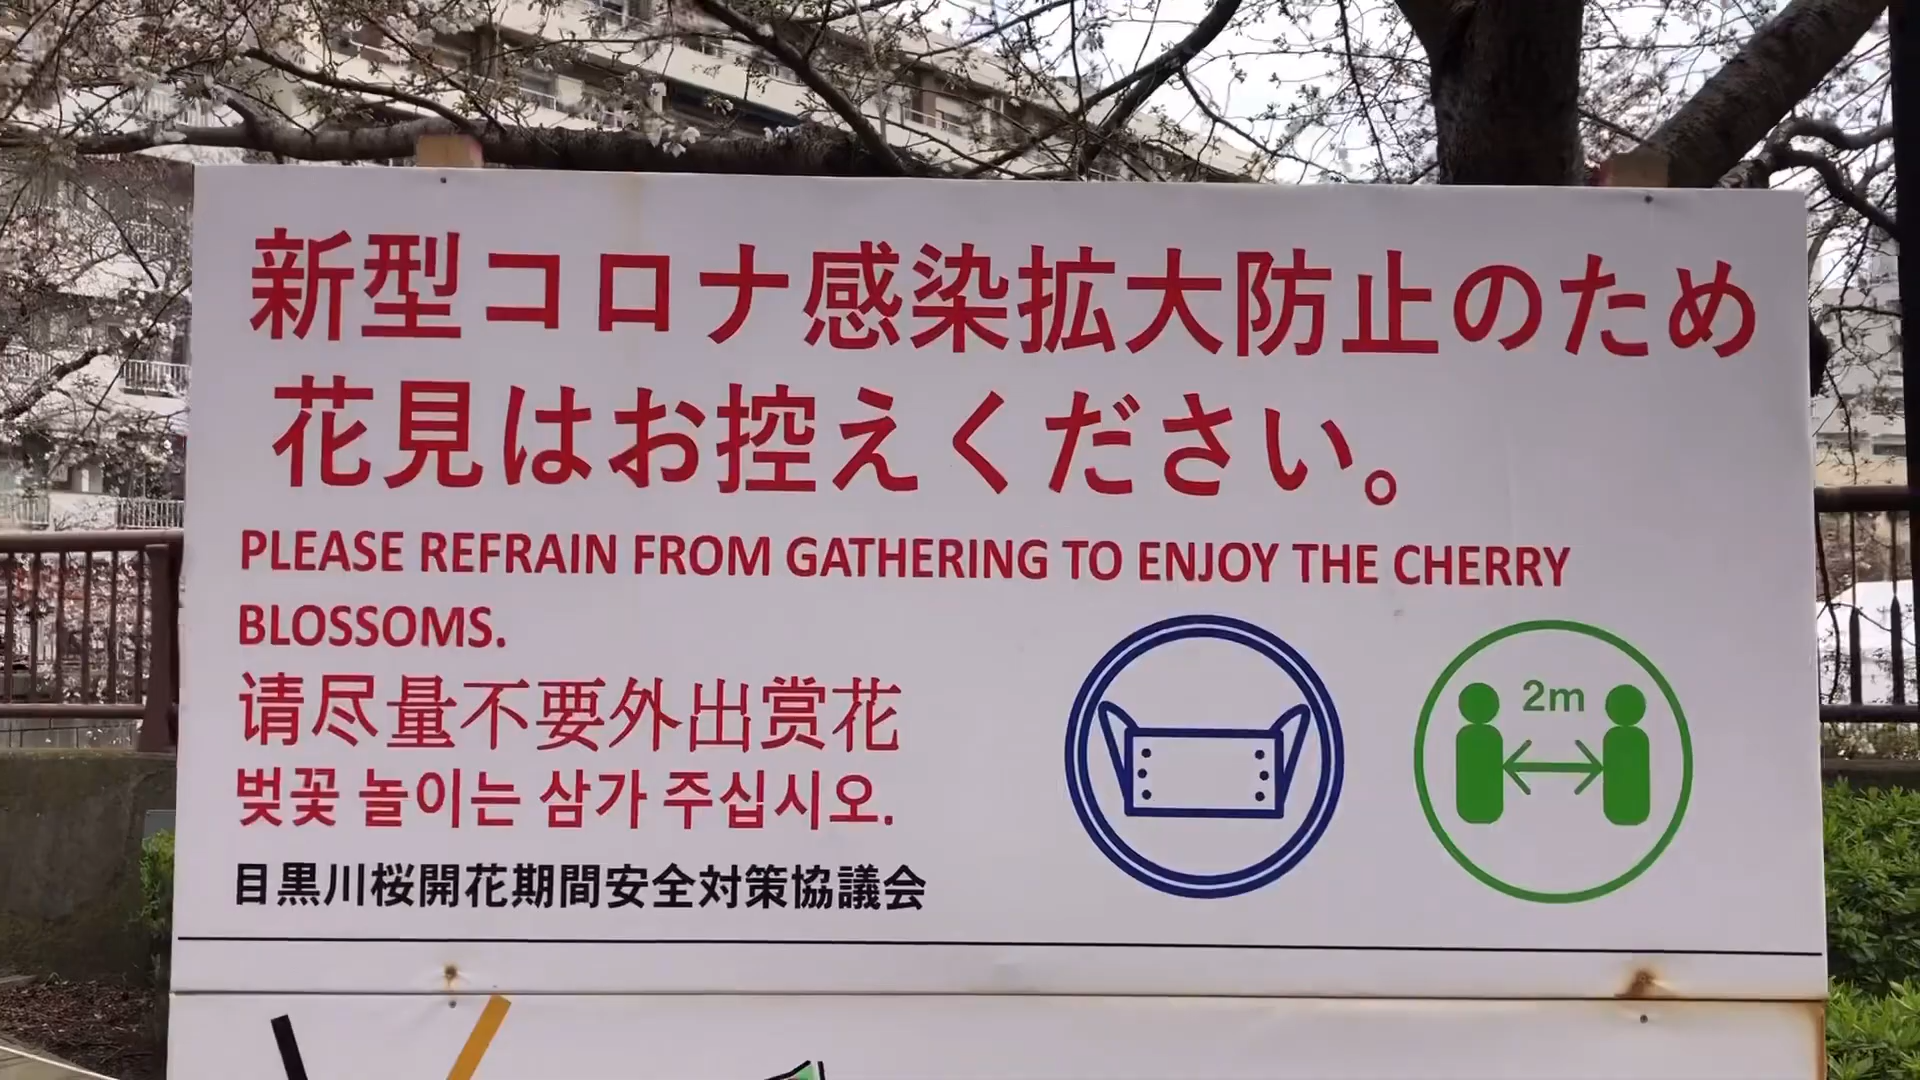 新型コロナ感染拡大防止のため
花見はお控えください。
PLEASE REFRAIN FROM GATHERING TO ENJOY THE CHERRY
BLOSSOMS.
请尽量不要外出赏花
벚꽃 놀이는 삼가 주십시오.
目黒川桜開花期間安全対策協議会
2m